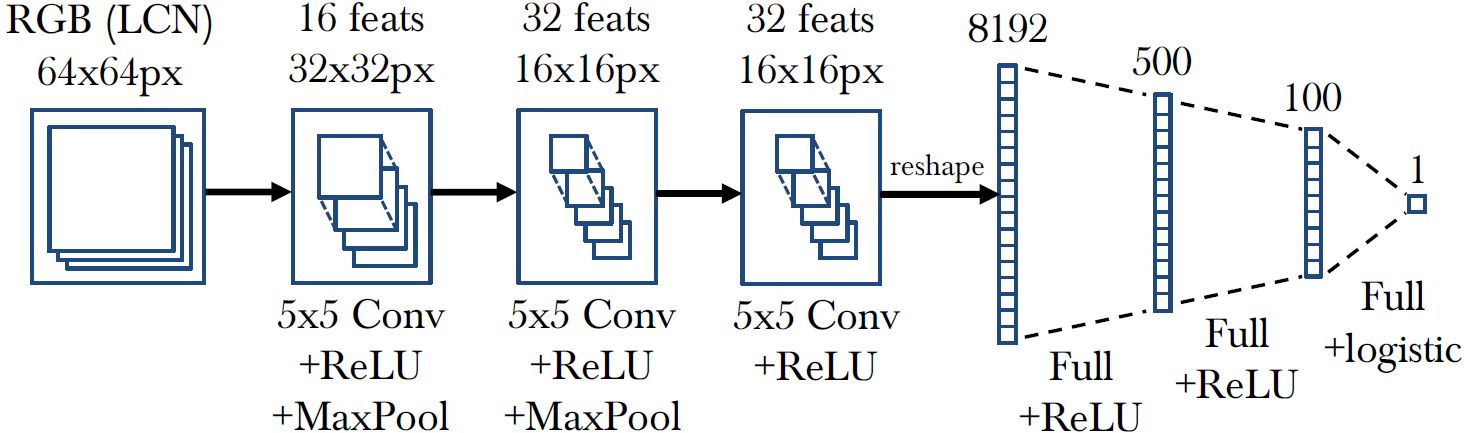 RGB (LCN)
64x64px
16 feats
32x32px
32 feats
16x16px
32 feats
16x16px
8192
500
100
1
reshape
5x5 Conv
+ReLU
+MaxPool
5x5 Conv
+ReLU
+MaxPool
5x5 Conv
+ReLU
Full
+ReLU
Full
+ReLU
Full
+logistic